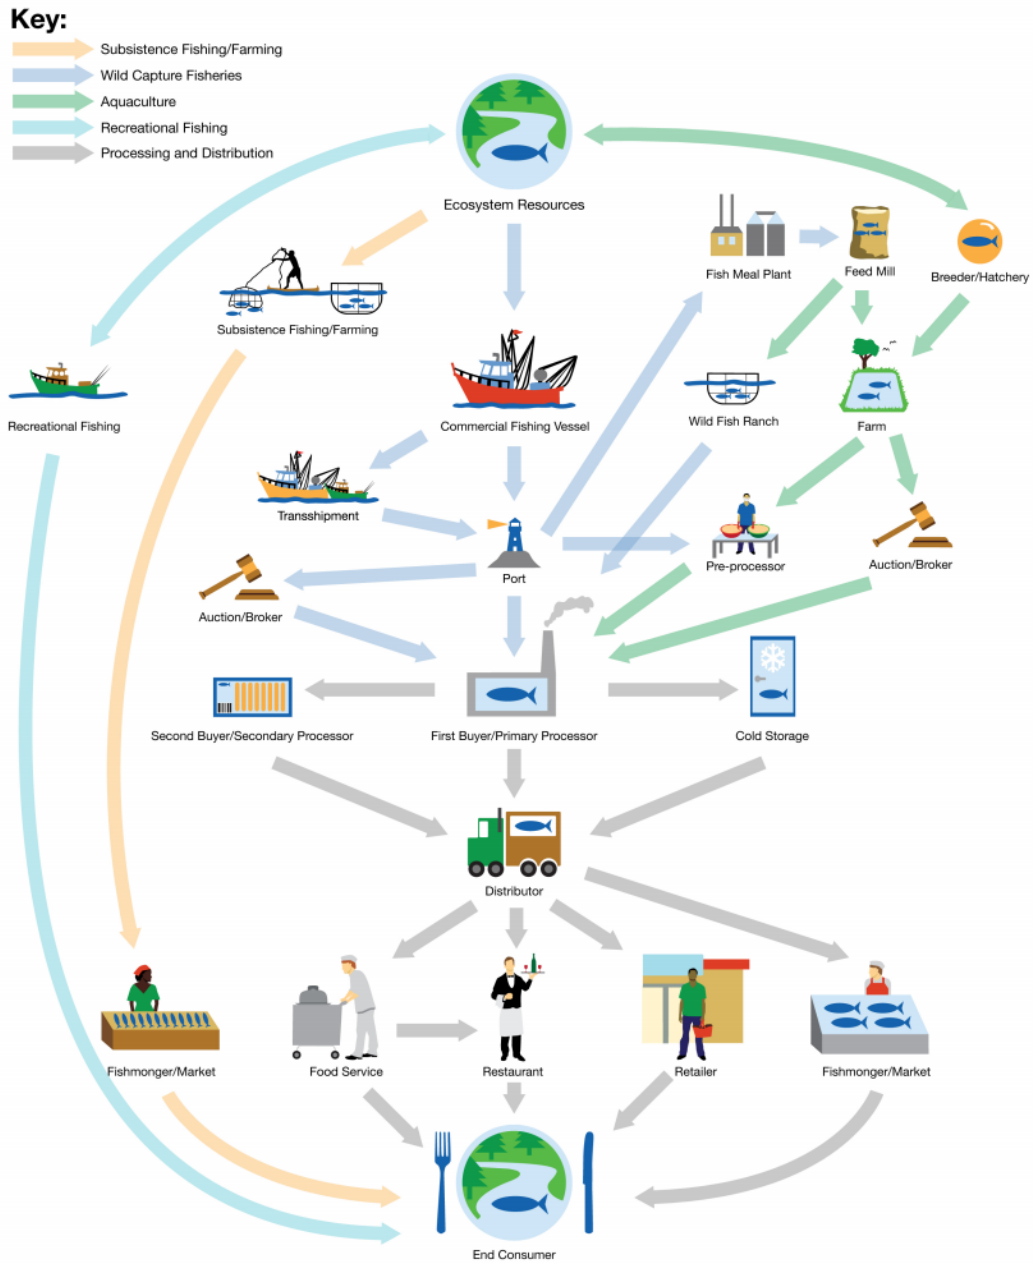 Key:
Subsistence Fishing/Farming
Wild Capture Fisheries
Aquaculture
Recreational Fishing
Processing and Distribution
Ecosystem Resources
Fish Meal Plant
Feed Mill
Breeder/Hatchery
Subsistence Fishing/Farming
Recreational Fishing
Commercial Fishing Vessel
Wild Fish Ranch
Farm
Transshipment
Port
Pre-processor
Auction/Broker
Auction/Broker
Second Buyer/Secondary Processor
First Buyer/Primary Processor
Cold Storage
Distributor
Fishmonger/Market
Food Service
Restaurant
Retailer
Fishmonger/Market
End Consumer